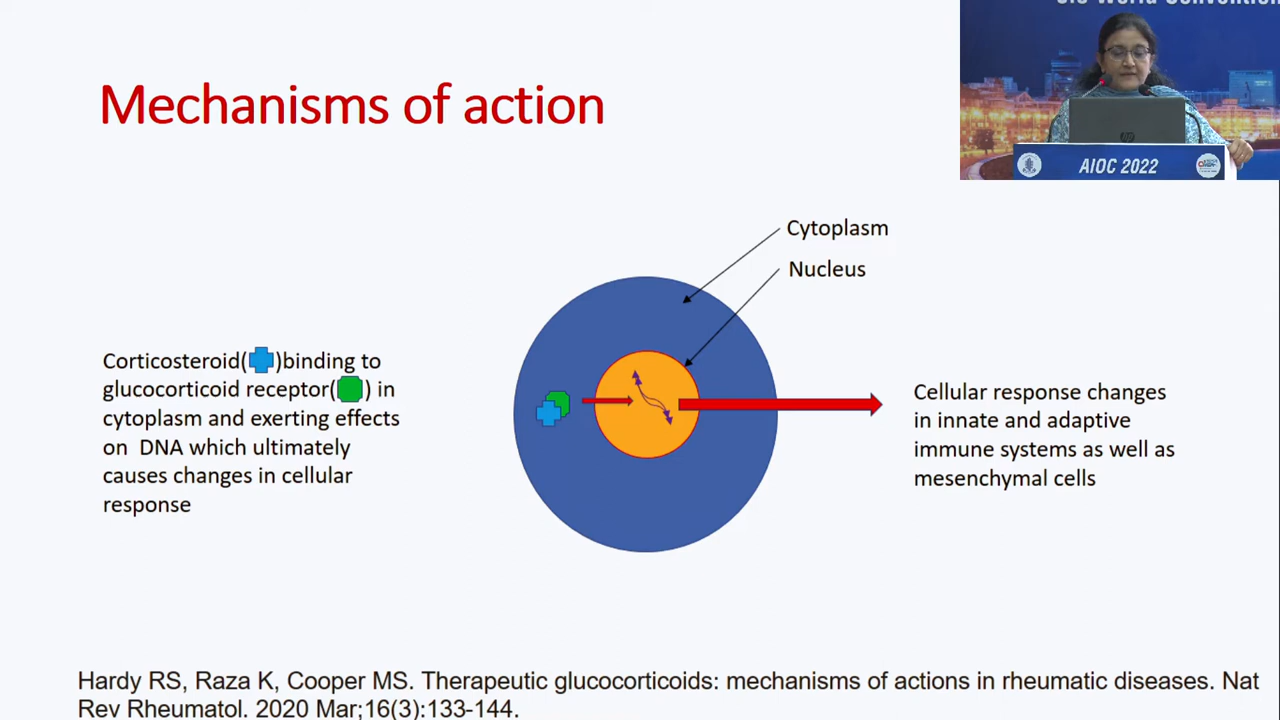 Mechanisms of action
AIOC 2022
Cytoplasm
Nucleus
Corticosteroid( )binding to
glucocorticoid receptor( ) in
cytoplasm and exerting effects
on DNA which ultimately
causes changes in cellular
response
Cellular response changes
in innate and adaptive
immune systems as well as
mesenchymal cells
Hardy RS, Raza K, Cooper MS. Therapeutic glucocorticoids: mechanisms of actions in rheumatic diseases. Nat
Rev Rheumatol. 2020 Mar;16(3):133-144.